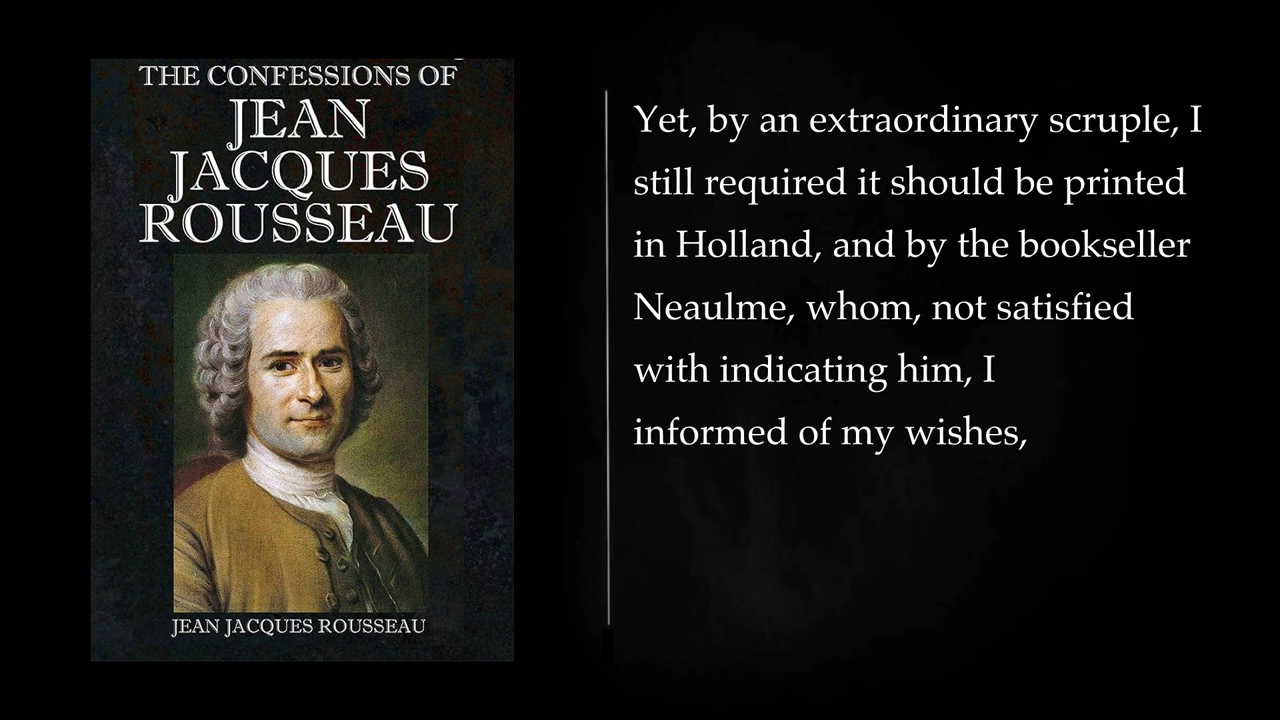 THE CONFESSIONS OF
JEAN
JACQUES
ROUSSEAU
JEAN JACQUES ROUSSEAU
Yet, by an extraordinary scruple, I
still required it should be printed
in Holland, and by the bookseller
Neaulme, whom, not satisfied
with indicating him, I
informed of my wishes,